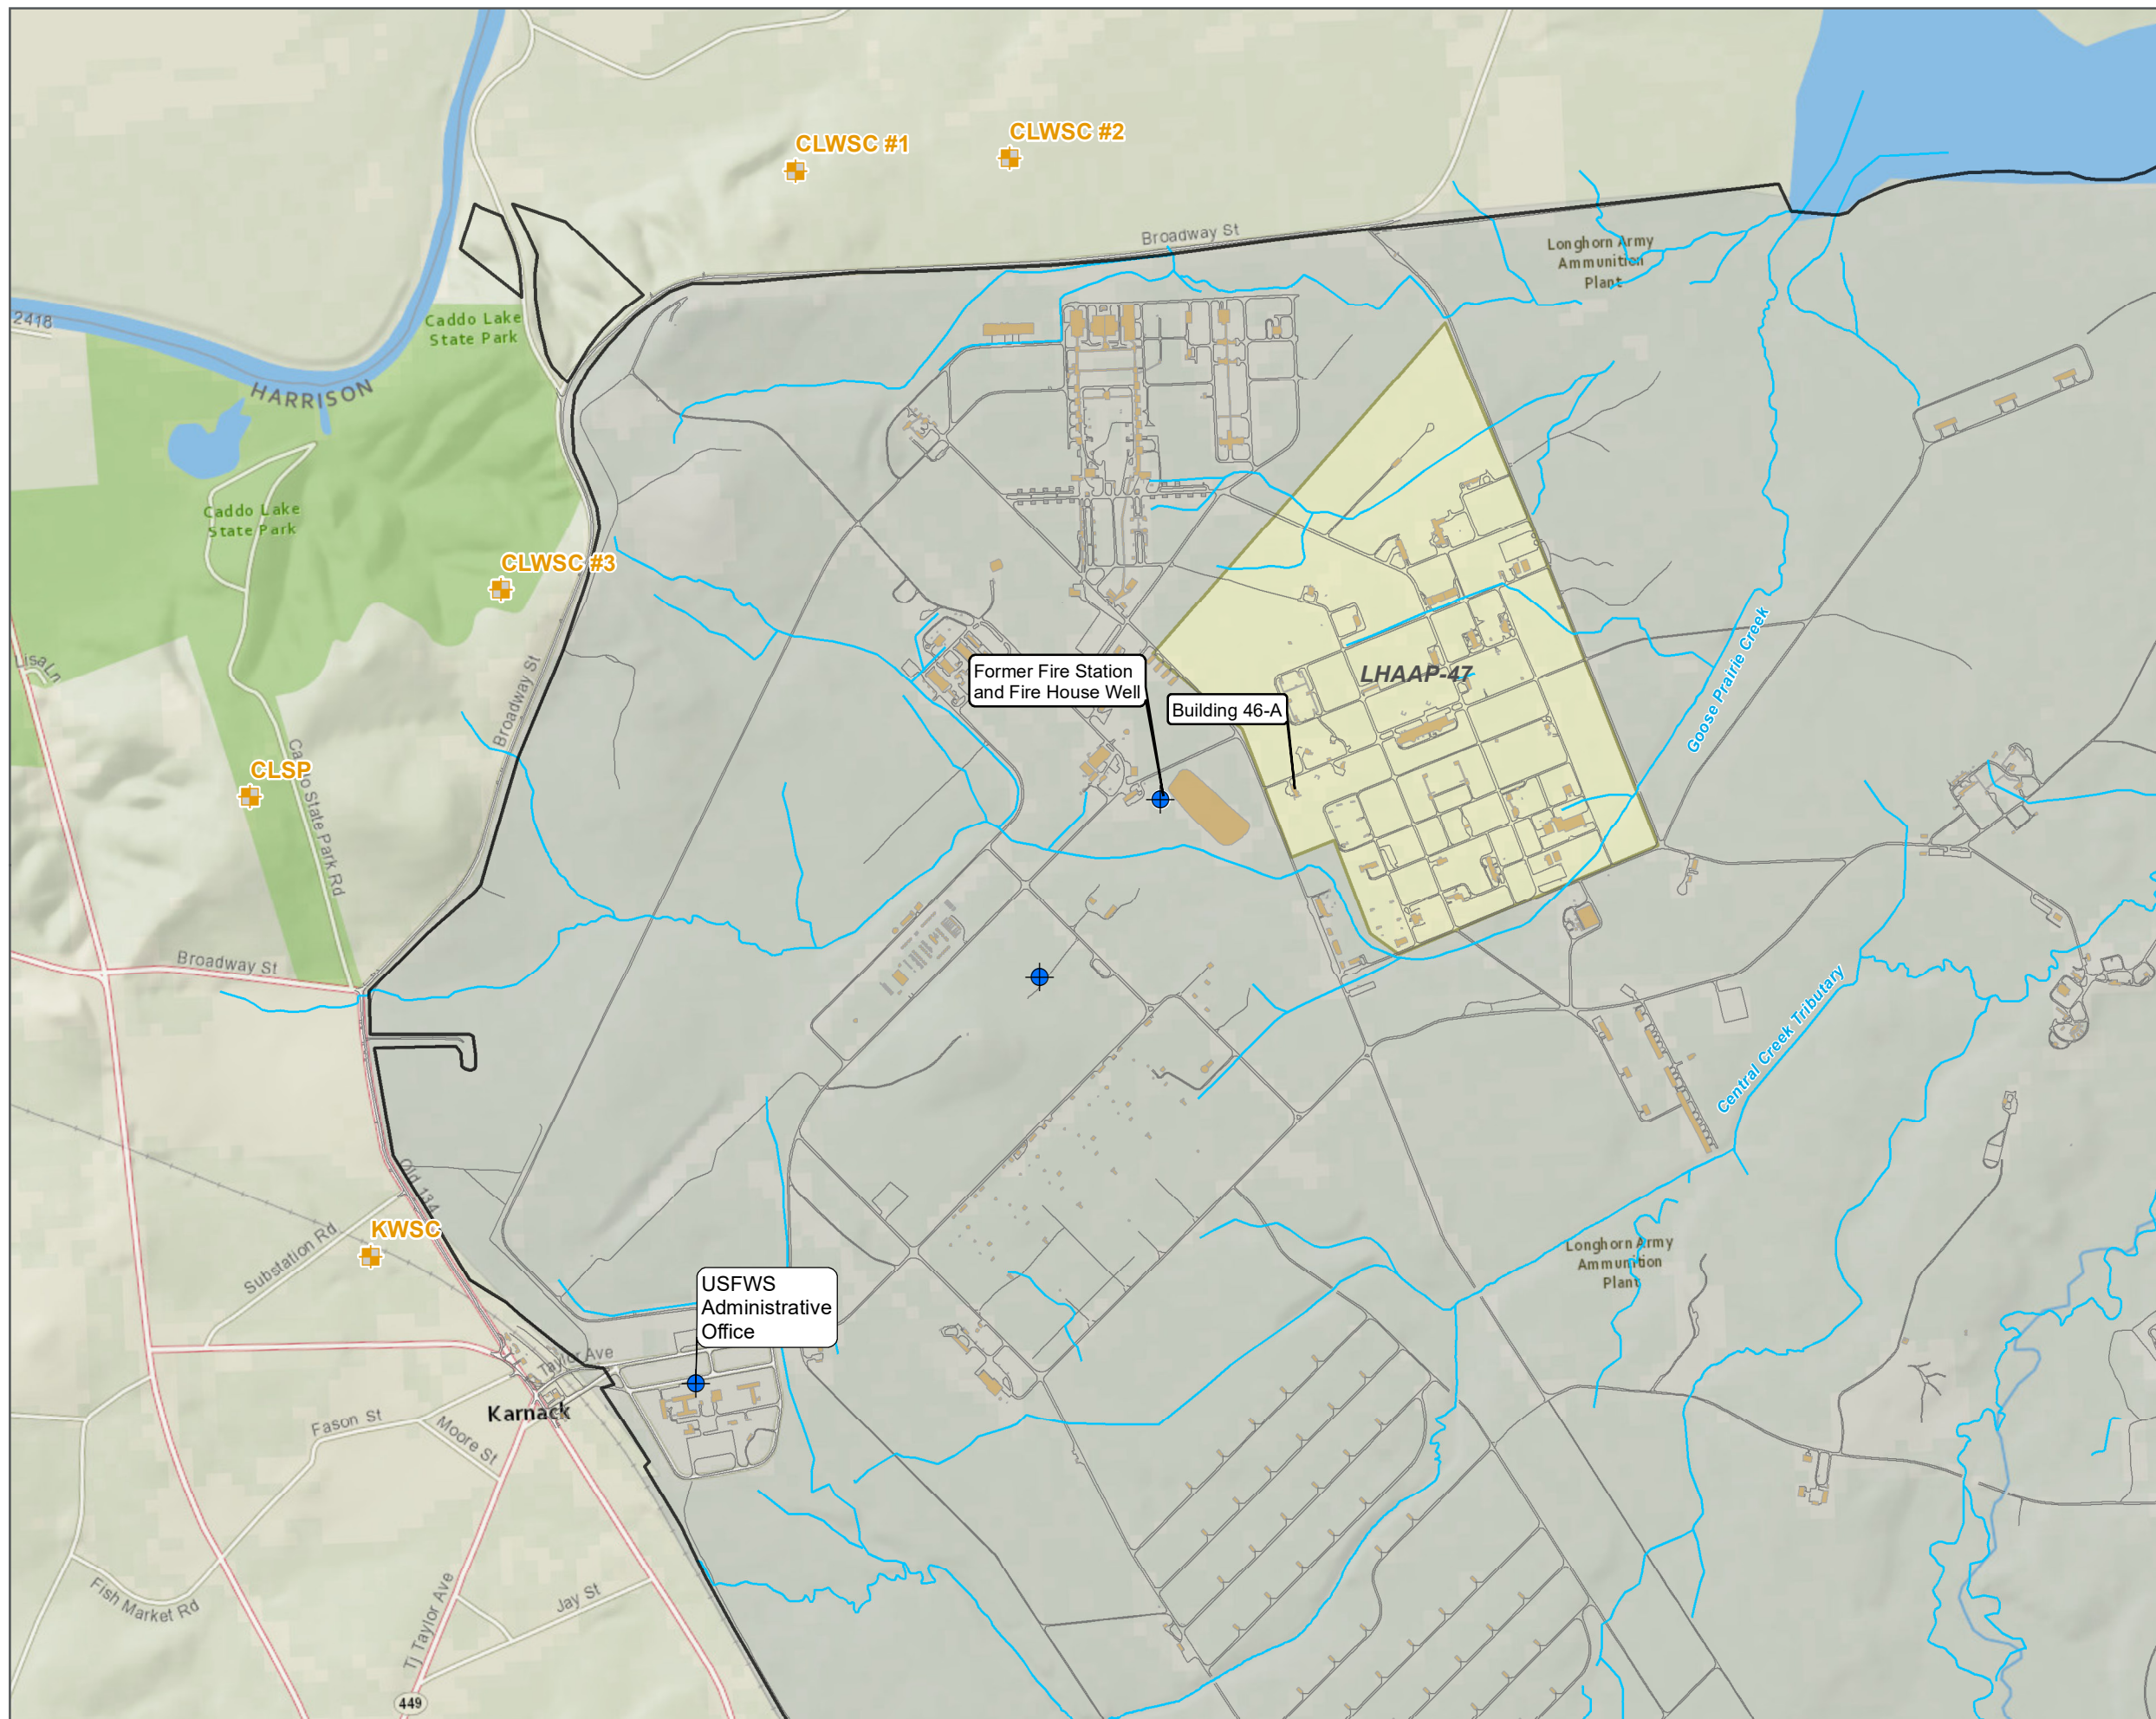 CLWSC #1
CLWSC #2
Broadway St
Longhorn Army
Ammunition
Plant
2418
Caddo Lake
State Park
HARRISON
Caddo Lake
State Park
CLWSC #3
Lisa Ln
Broadway St
Former Fire Station
and Fire House Well
Building 46-A
LHAAP-47
Goose Prairie Creek
CLSP
Caddo State Park Rd
Broadway St
Central Creek Tributary
Old 134
KWSC
Substation Rd
Longhorn Army
Ammunition
Plant
USFWS
Administrative
Office
Taylor Ave
Karnack
Fason St
Moore St
Fish Market Rd
Tj Taylor Ave
Jay St
449